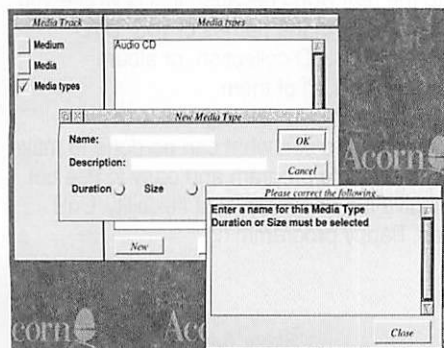 Media Track
Media types
Medium
Media
Media types
Audio CD
New Media Type
Name:
OK
Description:
Cancel
Duration
Size
Acorn
Please correct the following...
Enter a name for this Media Type
Duration or Size must be selected
New
Close
corn
Ac